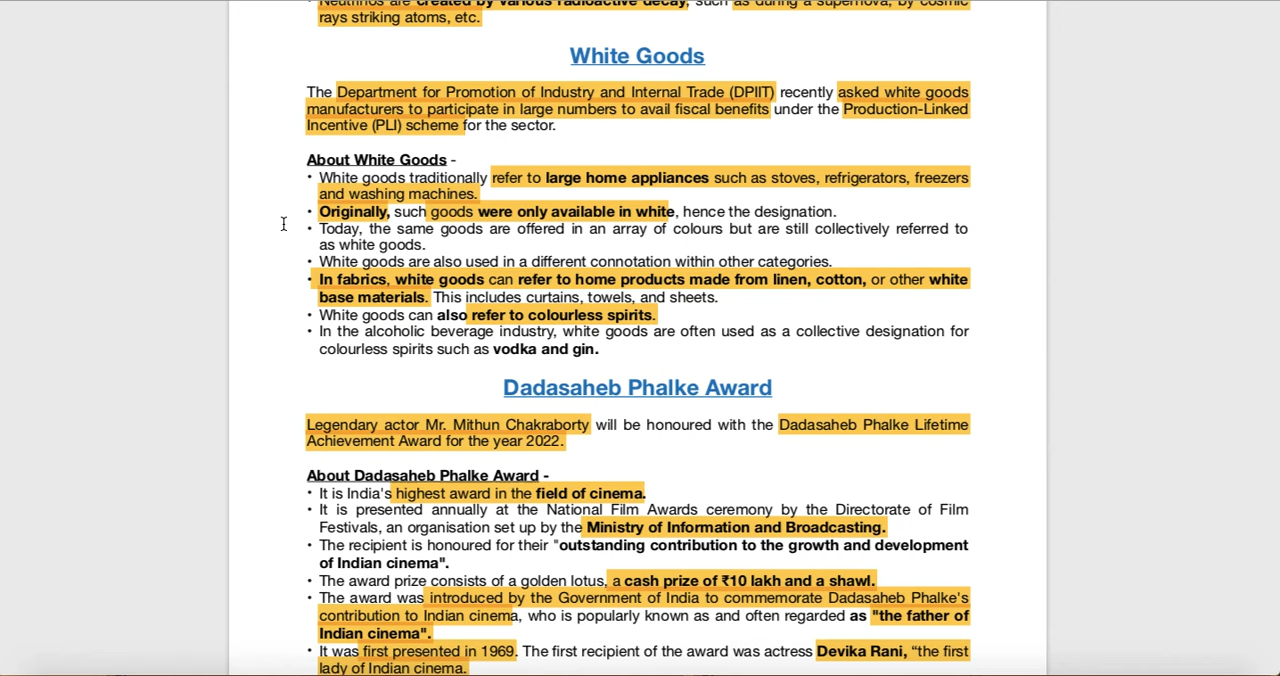 Neutrinos are created by various radioactive decay, such as during a supernova, by cosmic
rays striking atoms, etc.
White Goods
The Department for Promotion of Industry and Internal Trade (DPIIT) recently asked white goods
manufacturers to participate in large numbers to avail fiscal benefits under the Production-Linked
Incentive (PLI) scheme for the sector.
About White Goods -
• White goods traditionally refer to large home appliances such as stoves, refrigerators, freezers
and washing machines.
• Originally, such goods were only available in white, hence the designation.
• Today, the same goods are offered in an array of colours but are still collectively referred to
as white goods.
• White goods are also used in a different connotation within other categories.
• In fabrics, white goods can refer to home products made from linen, cotton, or other white
base materials. This includes curtains, towels, and sheets.
• White goods can also refer to colourless spirits.
• In the alcoholic beverage industry, white goods are often used as a collective designation for
colourless spirits such as vodka and gin.
Dadasaheb Phalke Award
Legendary actor Mr. Mithun Chakraborty will be honoured with the Dadasaheb Phalke Lifetime
Achievement Award for the year 2022.
About Dadasaheb Phalke Award -
• It is India's highest award in the field of cinema.
• It is presented annually at the National Film Awards ceremony by the Directorate of Film
Festivals, an organisation set up by the Ministry of Information and Broadcasting.
• The recipient is honoured for their "outstanding contribution to the growth and development
of Indian cinema".
• The award prize consists of a golden lotus, a cash prize of ₹10 lakh and a shawl.
• The award was introduced by the Government of India to commemorate Dadasaheb Phalke's
contribution to Indian cinema, who is popularly known as and often regarded as "the father of
Indian cinema".
• It was first presented in 1969. The first recipient of the award was actress Devika Rani, “the first
lady of Indian cinema.